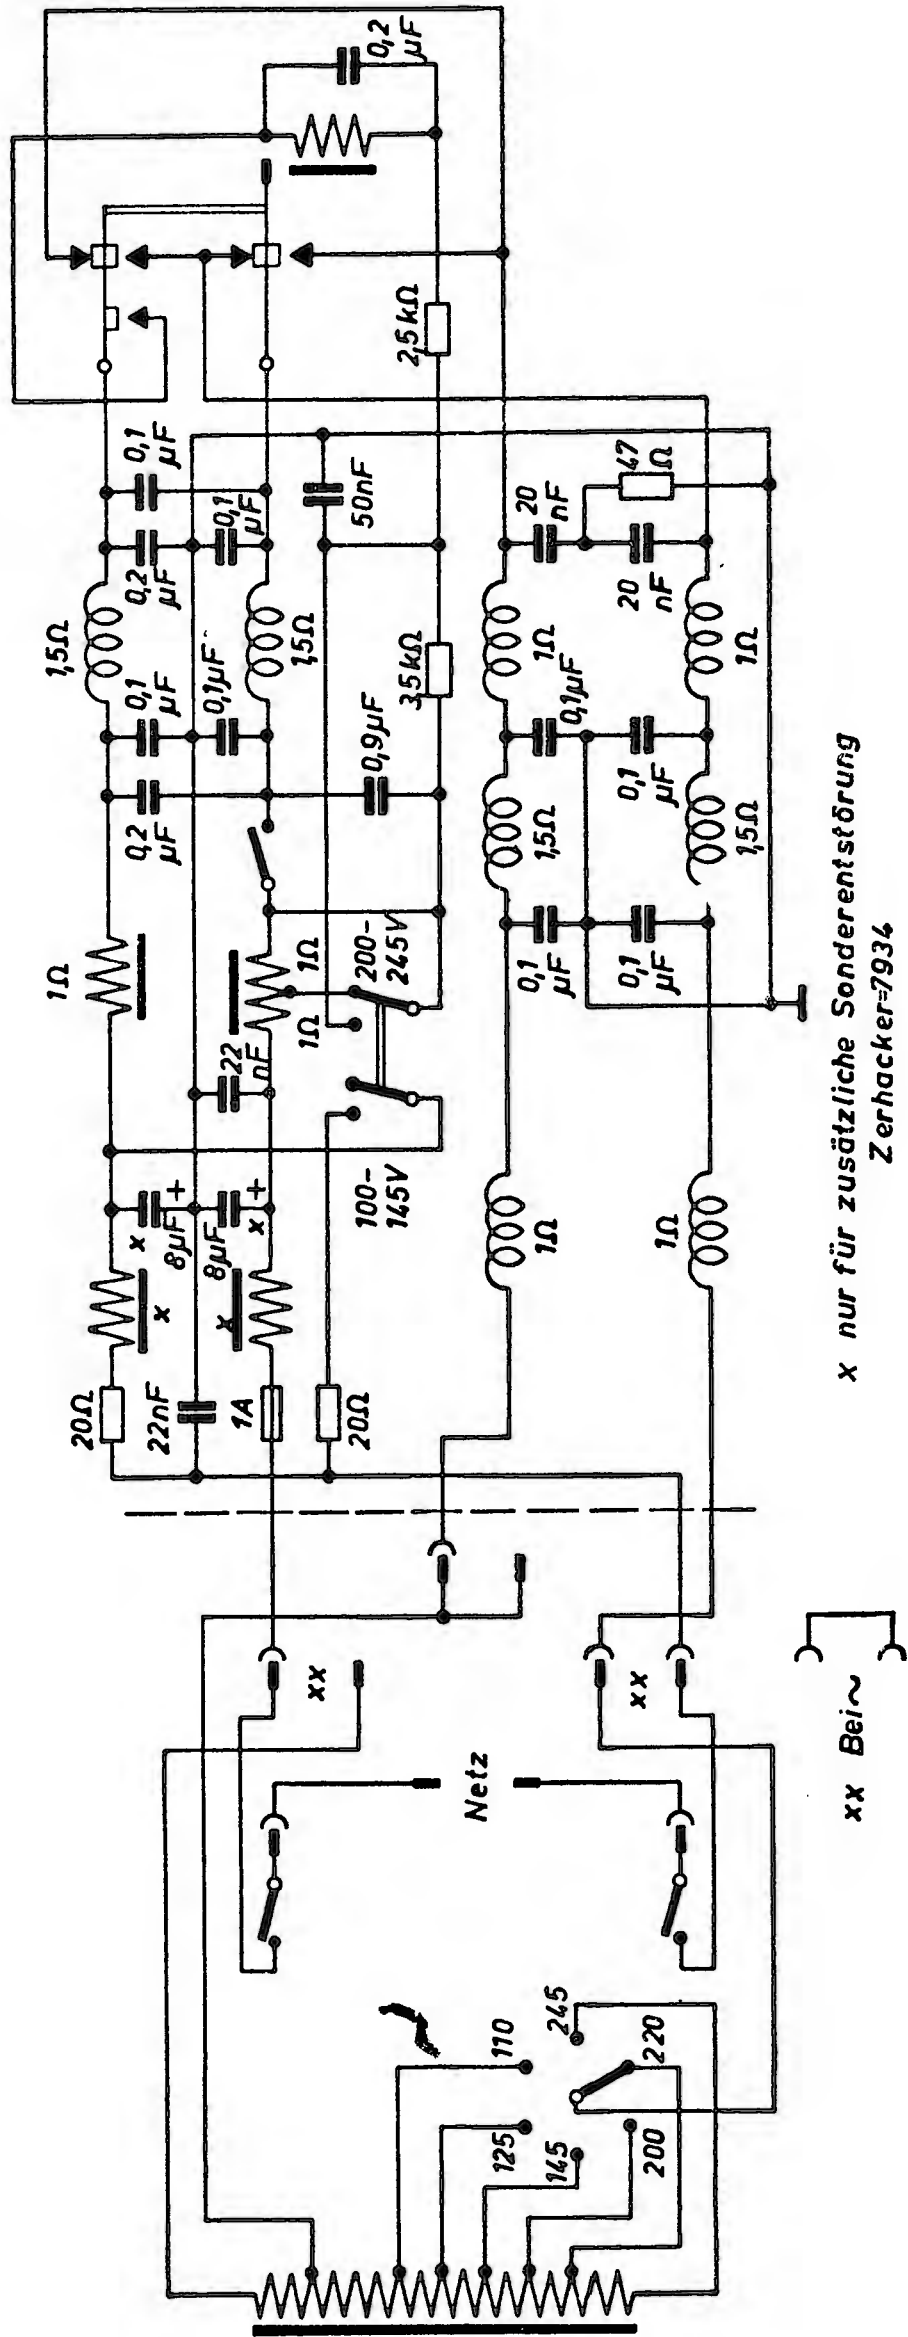 20Ω
1Ω
1,5Ω
x
8µF
+
0,2
µF
0,1
µF
0,2
µF
0,1
µF
22nF
x
8µF
x
+
x
22
nF
0,1µF
0,1
µF
1A
1Ω
1Ω
1,5Ω
20Ω
100-
145V
200-
245V
0,9µF
50nF
0,2
µF
35kΩ
2,5kΩ
xx
Netz
xx
110
125
145
245
220
200
1Ω
0,1
µF
1,5Ω
0,1µF
1Ω
20
nF
1Ω
0,1
µF
1,5Ω
0,1
µF
1Ω
20
nF
47
Ω
xx Bei~
x nur für zusätzliche Sonderentstörung
Zerhacker=7934